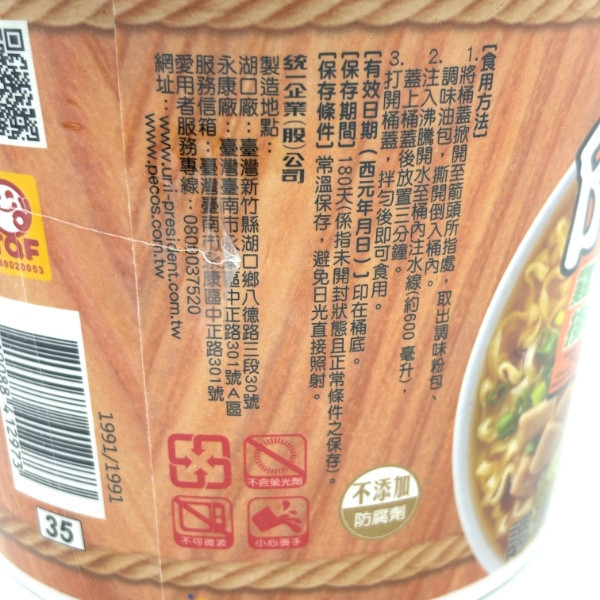 [食用方法]
1.將桶蓋掀開至箭頭所指處，取出調味粉包、
調味油包，撕開倒入桶內。
2.注入沸騰開水至桶內注水線(約600毫升)，
蓋上桶蓋後放置三分鐘。
3.打開桶蓋，拌勻後即可食用。
[有效日期(西元年月日)]印在桶底。
[保存期間]180天(係指未開封狀態且正常條件之保存)。
[保存條件]常溫保存，避免日光直接照射。
統一企業(股)公司
製造地點：
湖口廠：臺灣新竹縣湖口鄉八德路三段30號
永康廠：臺灣臺南市永康區中正路301號A區
服務信箱：臺灣臺南市永康區中正路301號
愛用者服務專線：0800037520
網址：www.uni-president.com.tw
www.pecos.com.tw
不含螢光劑
不可微波
小心燙手
不添加
防腐劑
1991/1991
35